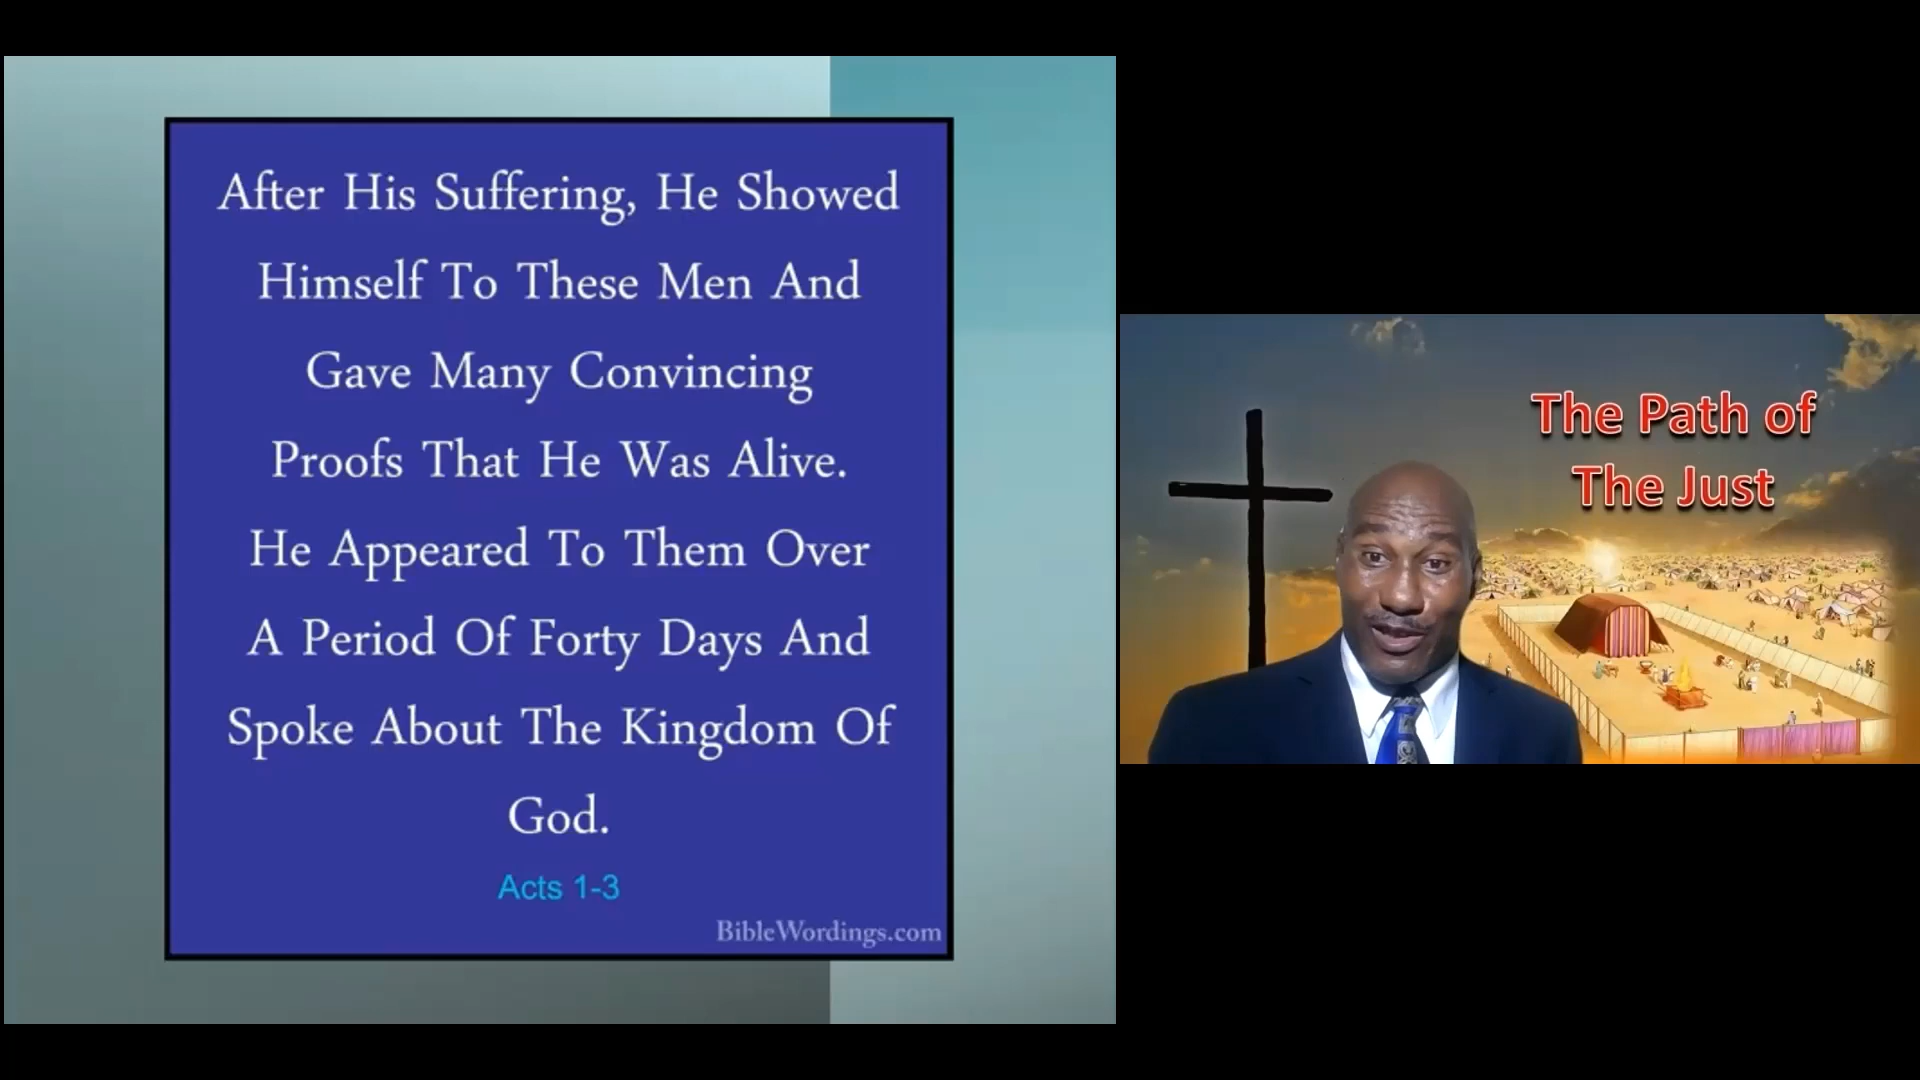 After His Suffering, He Showed
Himself To These Men And
Gave Many Convincing
Proofs That He Was Alive.
He Appeared To Them Over
A Period Of Forty Days And
Spoke About The Kingdom Of
God.
Acts 1-3
BibleWordings.com
The Path of
The Just